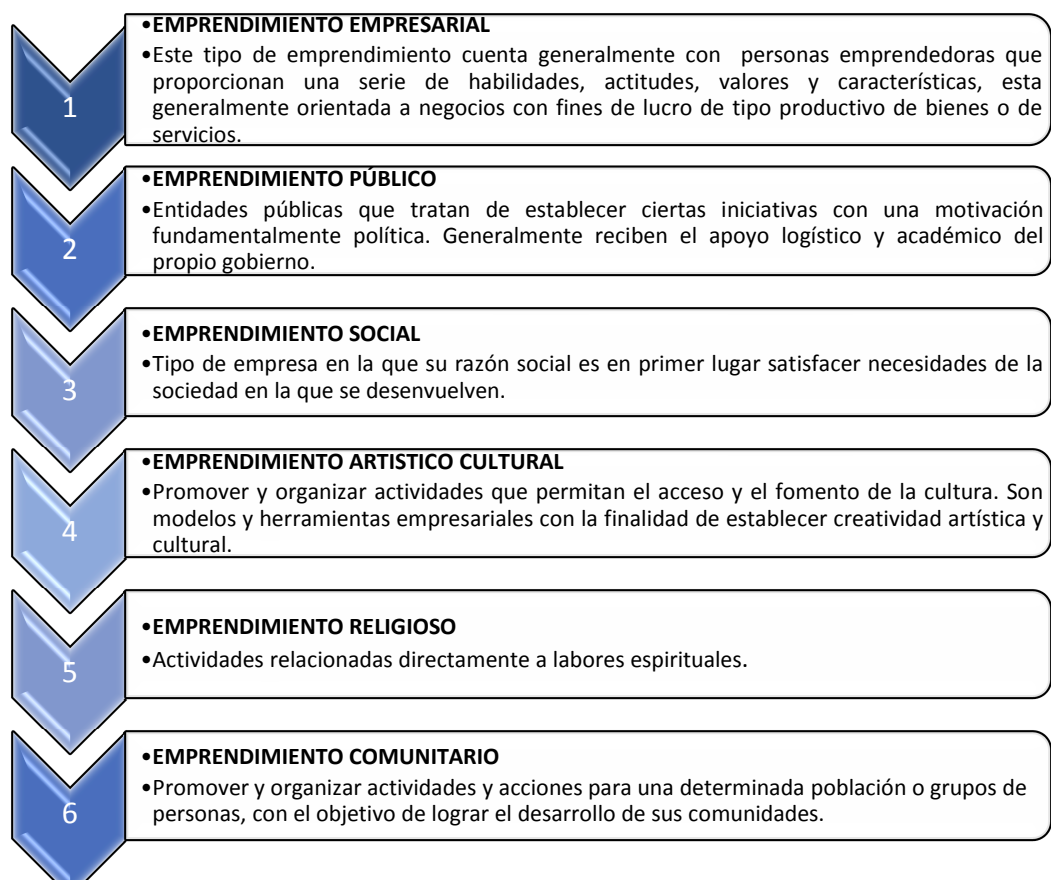 1
•EMPRENDIMIENTO EMPRESARIAL
•Este tipo de emprendimiento cuenta generalmente con personas emprendedoras que
proporcionan una serie de habilidades, actitudes, valores y características, esta
generalmente orientada a negocios con fines de lucro de tipo productivo de bienes o de
servicios.
2
•EMPRENDIMIENTO PÚBLICO
•Entidades públicas que tratan de establecer ciertas iniciativas con una motivación
fundamentalmente política. Generalmente reciben el apoyo logístico y académico del
propio gobierno.
3
•EMPRENDIMIENTO SOCIAL
•Tipo de empresa en la que su razón social es en primer lugar satisfacer necesidades de la
sociedad en la que se desenvuelven.
4
•EMPRENDIMIENTO ARTISTICO CULTURAL
•Promover y organizar actividades que permitan el acceso y el fomento de la cultura. Son
modelos y herramientas empresariales con la finalidad de establecer creatividad artística y
cultural.
5
•EMPRENDIMIENTO RELIGIOSO
•Actividades relacionadas directamente a labores espirituales.
6
•EMPRENDIMIENTO COMUNITARIO
•Promover y organizar actividades y acciones para una determinada población o grupos de
personas, con el objetivo de lograr el desarrollo de sus comunidades.